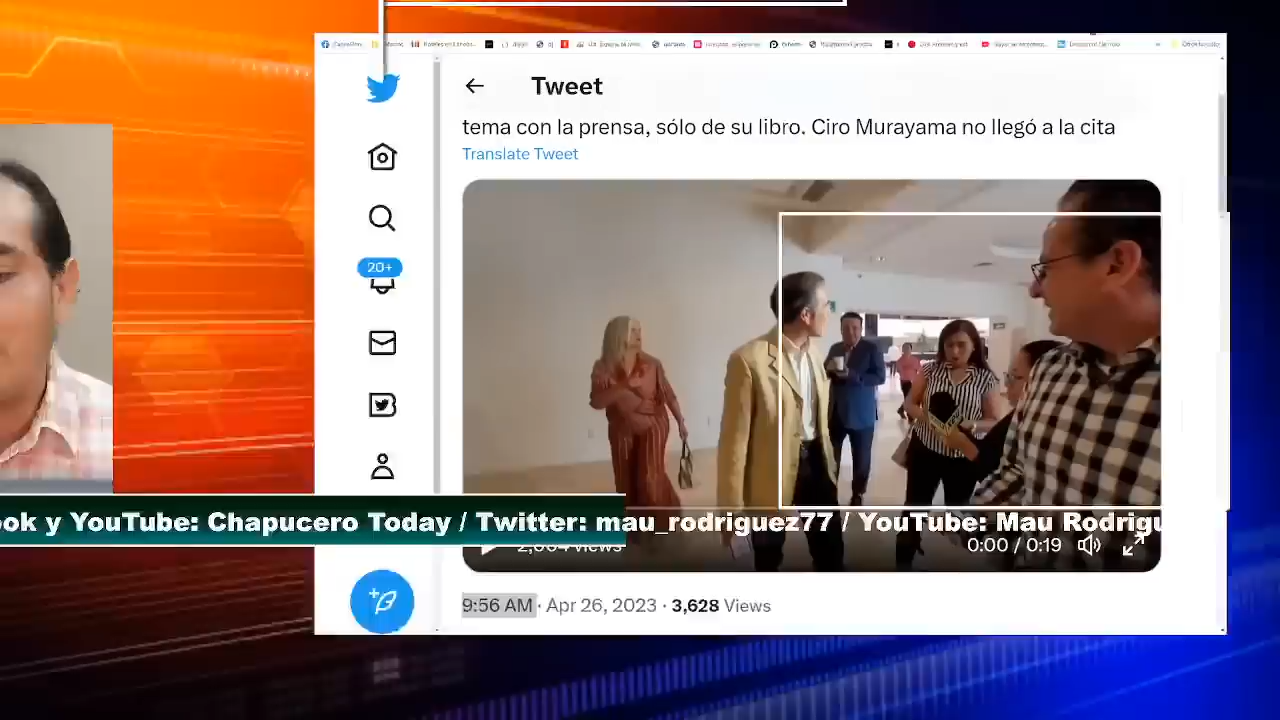 Tweet
tema con la prensa, sólo de su libro. Ciro Murayama no llegó a la cita
Translate Tweet
20+
ook y YouTube: Chapucero Today / Twitter: mau_rodriguez77 / YouTube: Mau Rodrigu
views
0:00 / 0:19
9:56 AM · Apr 26, 2023 · 3,628 Views